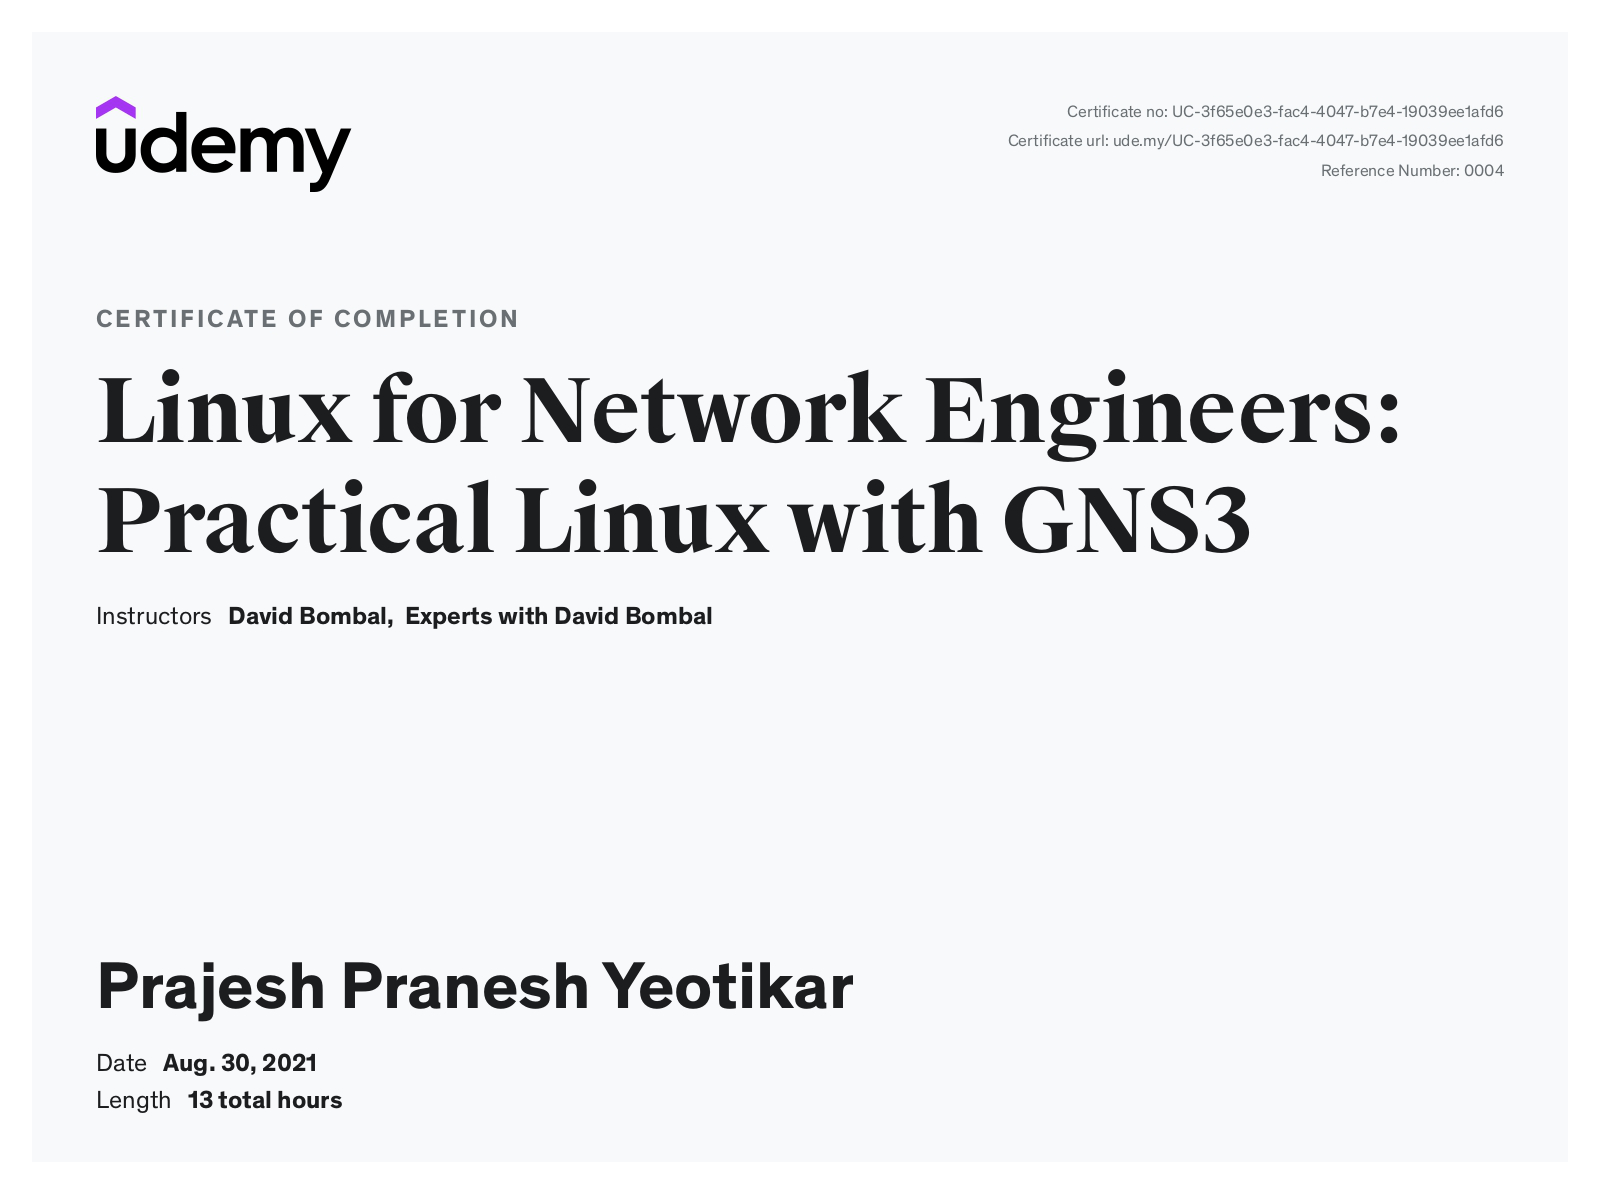 udemy
Certificate no: UC-3f65e0e3-fac4-4047-b7e4-19039ee1afd6
Certificate url: ude.my/UC-3f65e0e3-fac4-4047-b7e4-19039ee1afd6
Reference Number: 0004
CERTIFICATE OF COMPLETION
Linux for Network Engineers:
Practical Linux with GNS3
Instructors David Bombal, Experts with David Bombal
Prajesh Pranesh Yeotikar
Date Aug. 30, 2021
Length 13 total hours